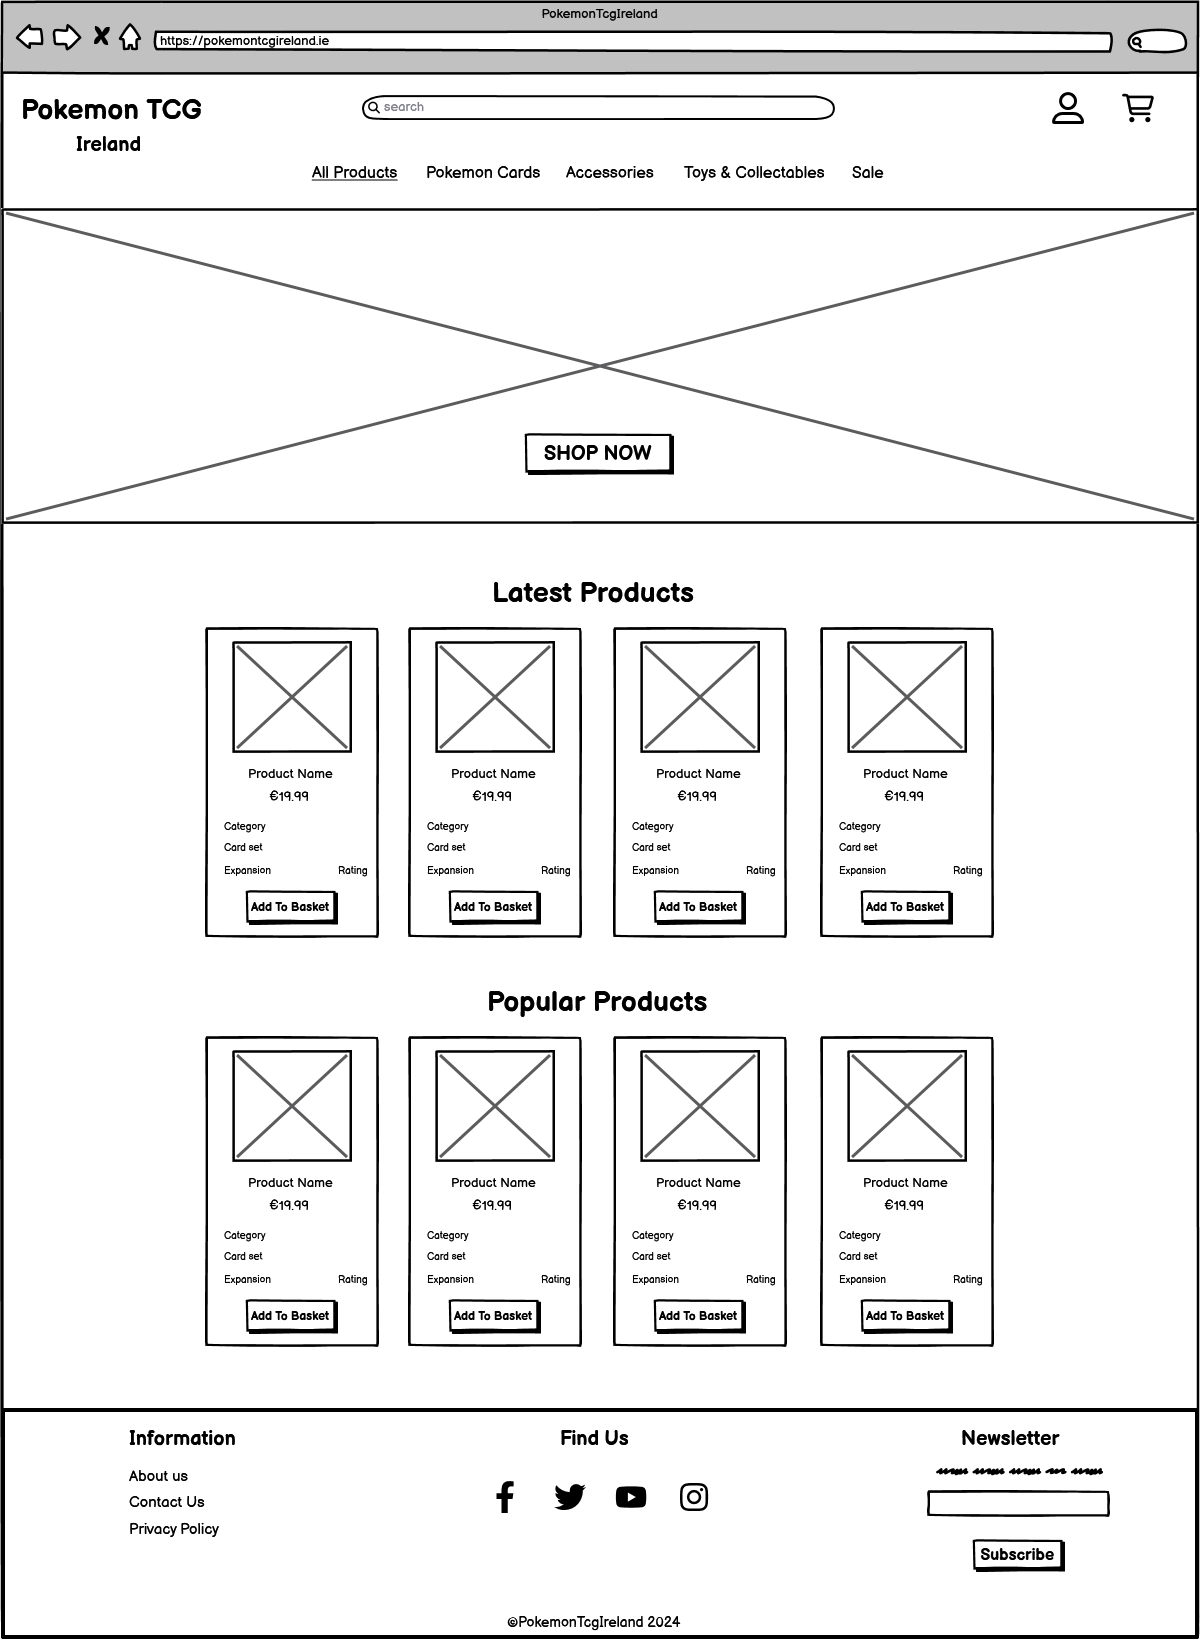 PokemonTcgIreland
https://pokemontcgireland.ie
Pokemon TCG
Ireland
search
All Products Pokemon Cards Accessories Toys & Collectables Sale
SHOP NOW
Latest Products
Product Name Product Name Product Name Product Name
€19.99 €19.99 €19.99 €19.99
Category Category Category Category
Card set Card set Card set Card set
Expansion Rating Expansion Rating Expansion Rating Expansion Rating
Add To Basket Add To Basket Add To Basket Add To Basket
Popular Products
Product Name Product Name Product Name Product Name
€19.99 €19.99 €19.99 €19.99
Category Category Category Category
Card set Card set Card set Card set
Expansion Rating Expansion Rating Expansion Rating Expansion Rating
Add To Basket Add To Basket Add To Basket Add To Basket
Information
About us
Contact Us
Privacy Policy
Find Us
Newsletter
Subscribe
©PokemonTcgIreland 2024